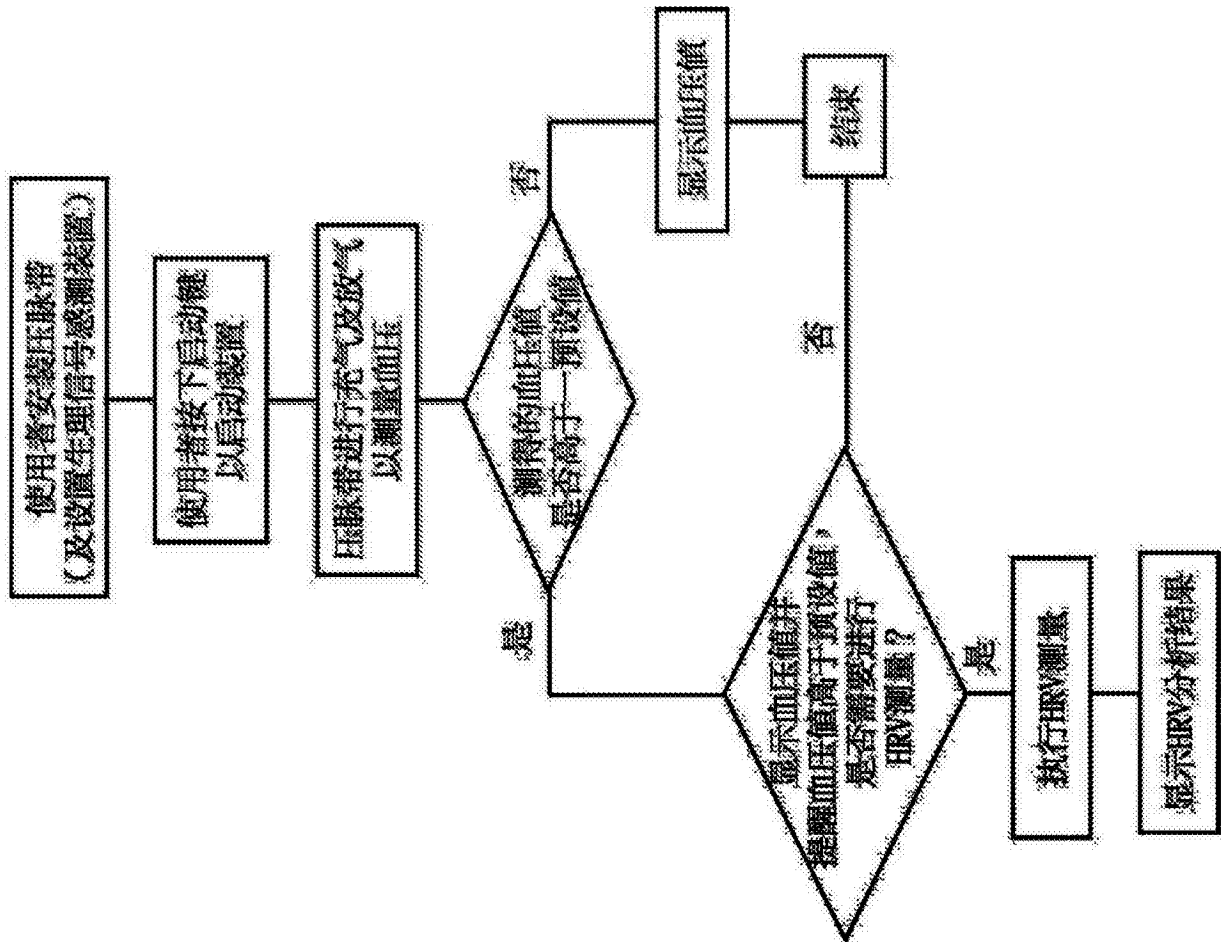 使用者安装压脉带
（及设置生理信号感测装置）
使用者按下启动键
以启动装置
压脉带进行充气及放气
以测量血压
测得的血压值
是否高于一预设值
否
显示血压值
结束
是
显示血压值并
提醒血压值高于预设值，
是否需要进行
HRV测量？
否
是
执行HRV测量
显示HRV分析结果